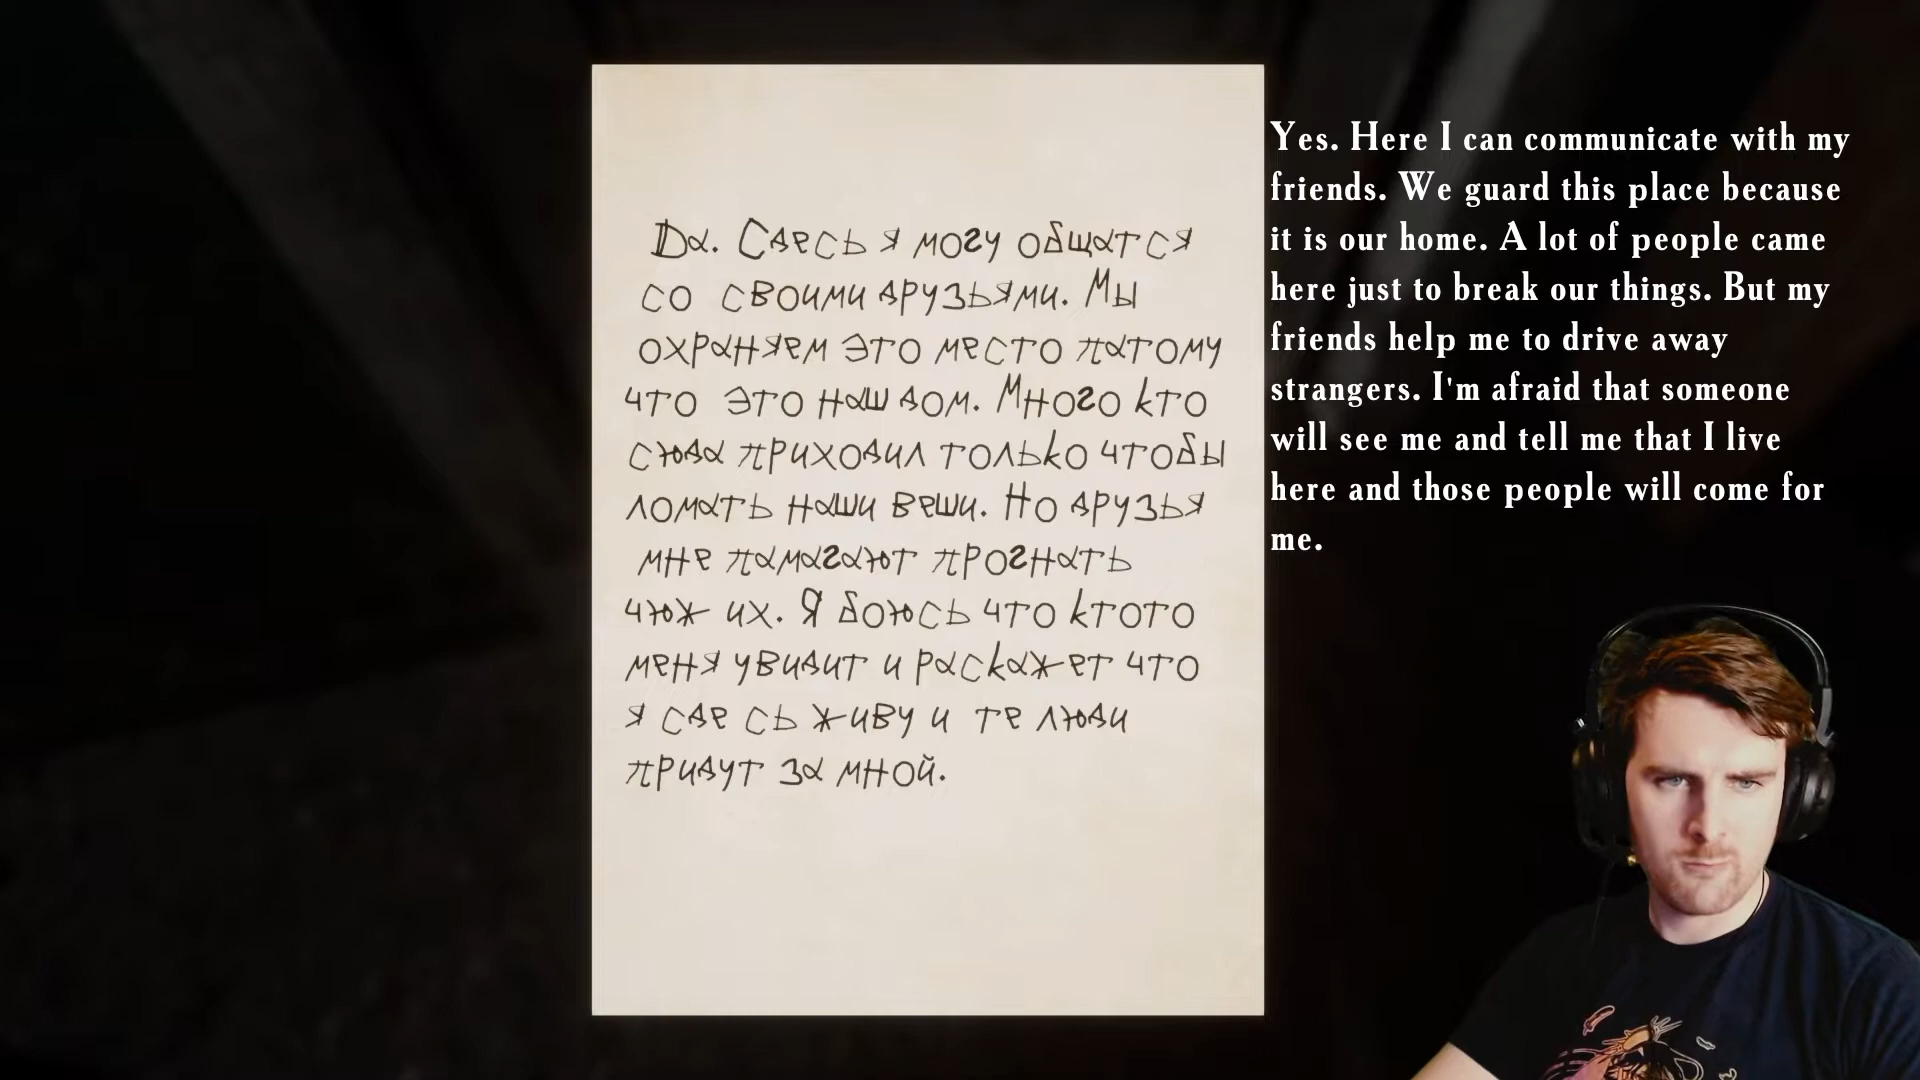 Да. Сдесь я могу общатся
со своими друзьями. Мы
охраняем это место патому
что это наш дом. Много кто
сюда приходил только чтобы
ломать наши веши. Но друзья
мне памагают прогнать
чюж их. Я боюсь что ктото
меня увидит и раскажет что
я сде сь живу и те люди
придут за мной.
Yes. Here I can communicate with my
friends. We guard this place because
it is our home. A lot of people came
here just to break our things. But my
friends help me to drive away
strangers. I'm afraid that someone
will see me and tell me that I live
here and those people will come for
me.